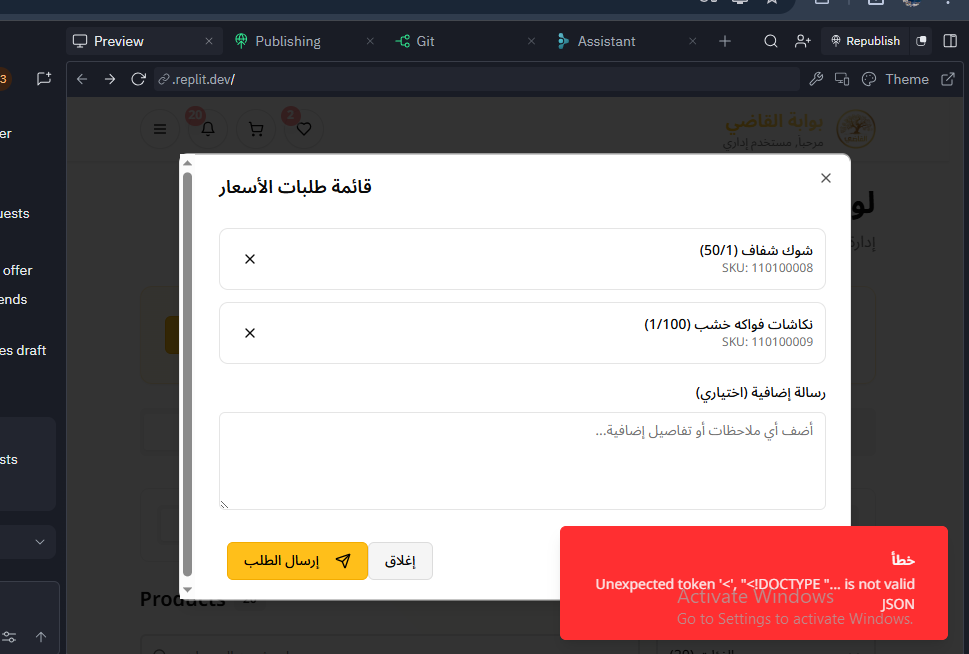 Preview
Publishing
Git
Assistant
Republish
3
.replit.dev/
Theme
er
uests
offer
ends
es draft
sts
20
2
بوابة القاضي
مرحباً, مستخدم إداري
لو
إدارة
قائمة طلبات الأسعار
شوك شفاف (50/1)
SKU: 110100008
نكاشات فواكه خشب (1/100)
SKU: 110100009
رسالة إضافية (اختياري)
أضف أي ملاحظات أو تفاصيل إضافية...
إرسال الطلب
إغلاق
خطأ
Unexpected token '<', "<!DOCTYPE "... is not valid
JSON
Activate Windows
Go to Settings to activate Windows.
Products